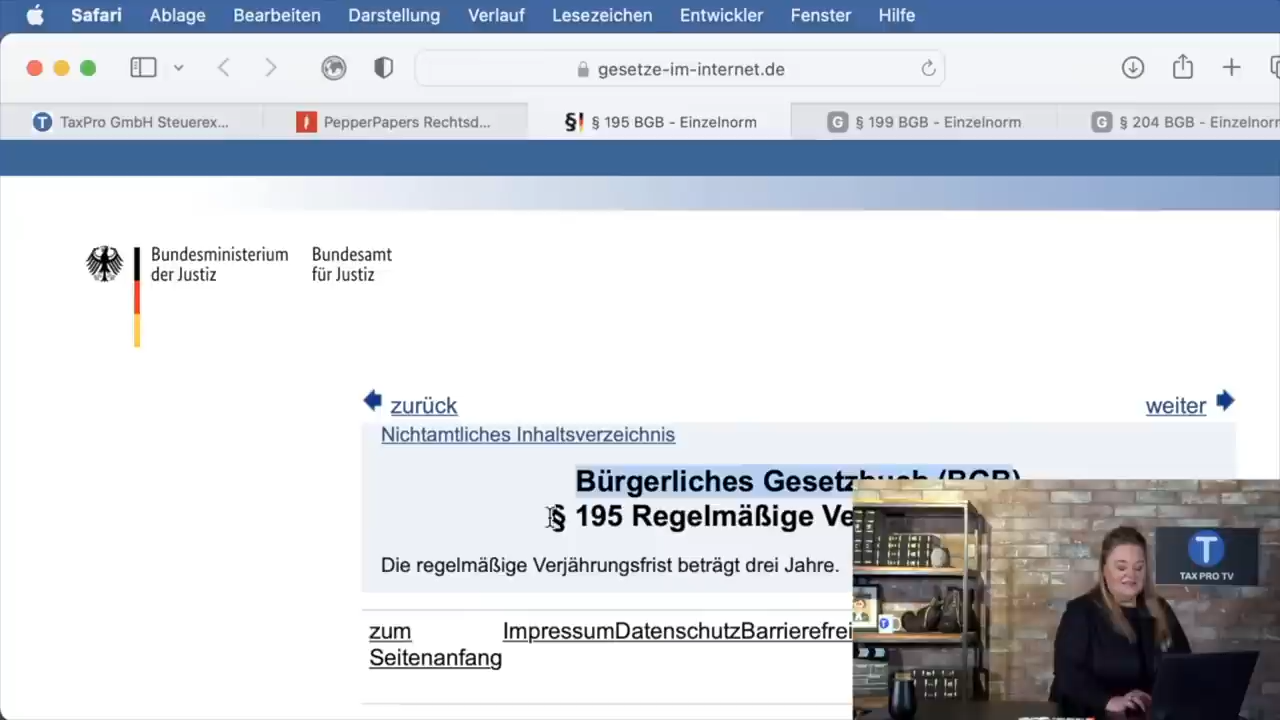 Safari Ablage Bearbeiten Darstellung Verlauf Lesezeichen Entwickler Fenster Hilfe
gesetze-im-internet.de
TaxPro GmbH Steuerex... PepperPapers Rechtsd... § 195 BGB - Einzelnorm G § 199 BGB - Einzelnorm G § 204 BGB - Einzelnorm
Bundesministerium
der Justiz
Bundesamt
für Justiz
zurück weiter
Nichtamtliches Inhaltsverzeichnis
Bürgerliches Gesetzbuch (BGB)
§ 195 Regelmäßige Ve
Die regelmäßige Verjährungsfrist beträgt drei Jahre.
zum
Seitenanfang
ImpressumDatenschutzBarrierefrei
T
TAX PRO TV